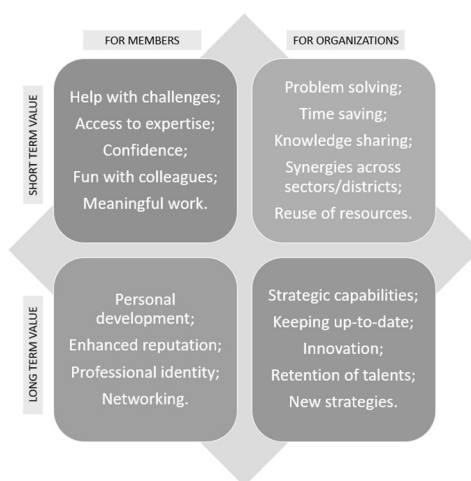 FOR MEMBERS
FOR ORGANIZATIONS
SHORT TERM VALUE
Help with challenges;
Access to expertise;
Confidence;
Fun with colleagues;
Meaningful work.
Problem solving;
Time saving;
Knowledge sharing;
Synergies across
sectors/districts;
Reuse of resources.
LONG TERM VALUE
Personal
development;
Enhanced reputation;
Professional identity;
Networking.
Strategic capabilities;
Keeping up-to-date;
Innovation;
Retention of talents;
New strategies.